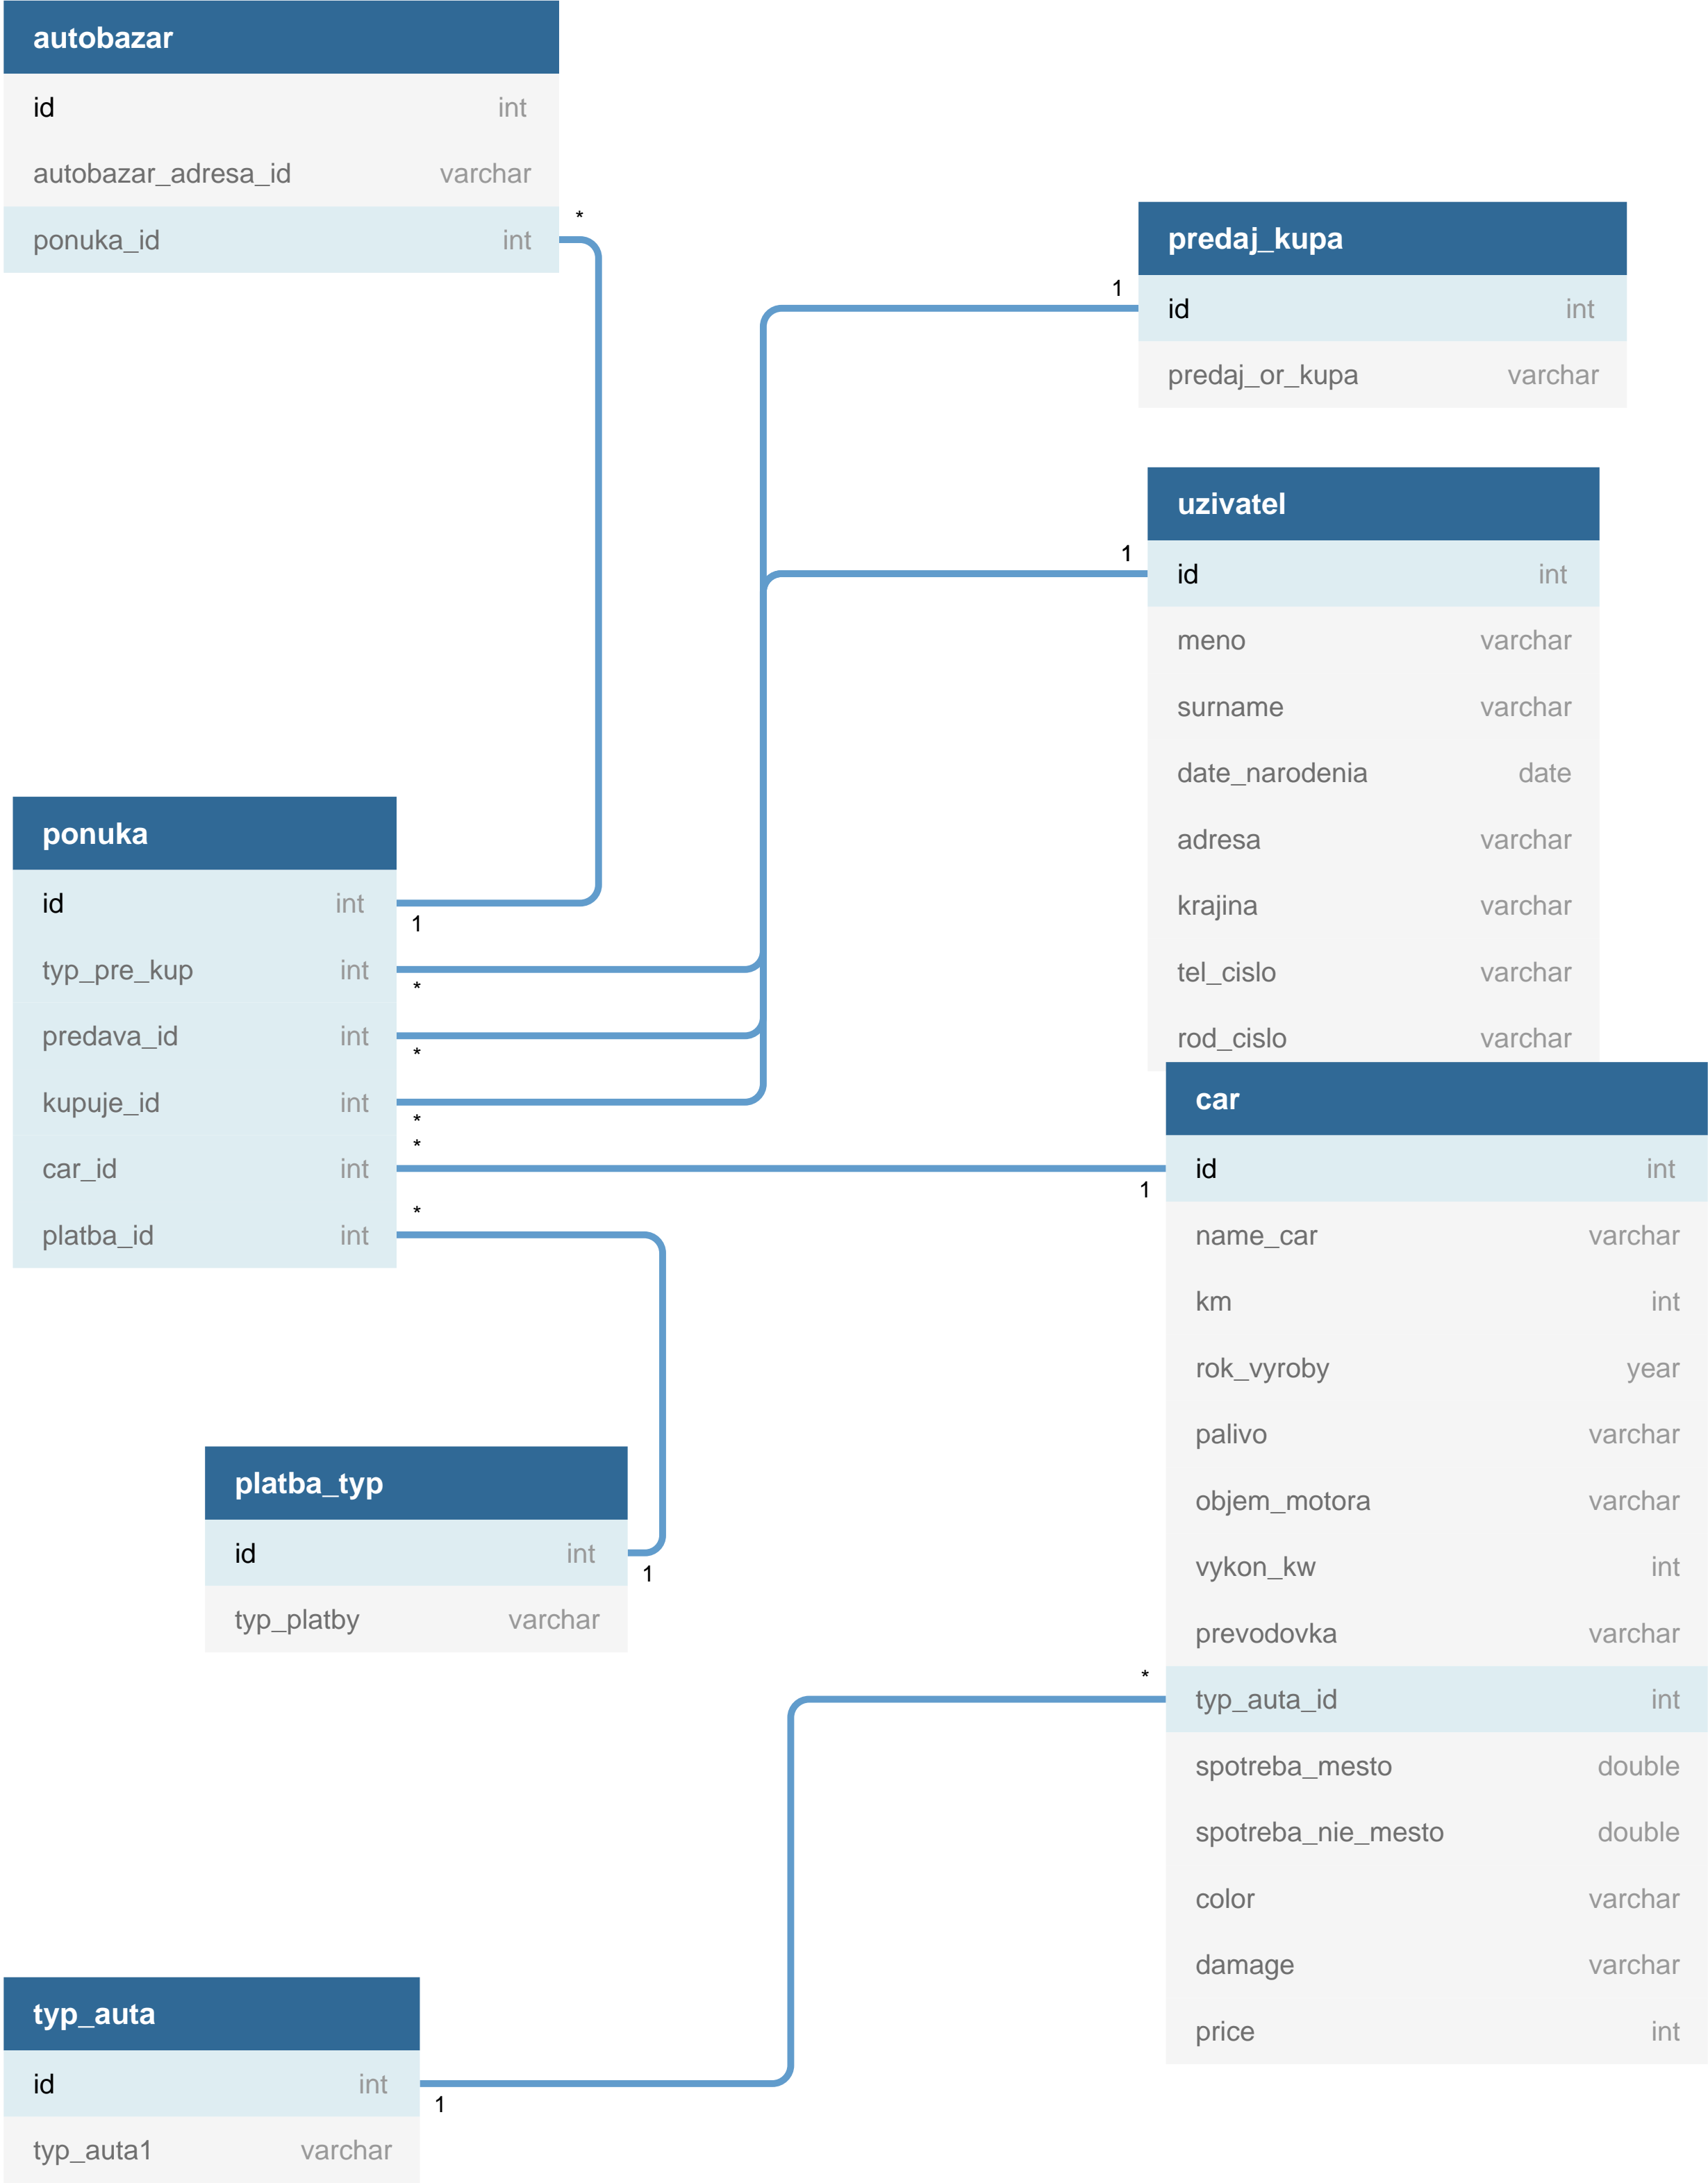 autobazar
id int
autobazar_adresa_id varchar
ponuka_id int
*
predaj_kupa
1
id int
predaj_or_kupa varchar
uzivatel
1
id int
meno varchar
surname varchar
date_narodenia date
adresa varchar
krajina varchar
tel_cislo varchar
rod_cislo varchar
ponuka
id int
1
typ_pre_kup int
*
predava_id int
*
kupuje_id int
*
*
car_id int
*
platba_id int
car
id int
1
name_car varchar
km int
rok_vyroby year
palivo varchar
objem_motora varchar
vykon_kw int
prevodovka varchar
*
typ_auta_id int
spotreba_mesto double
spotreba_nie_mesto double
color varchar
damage varchar
price int
platba_typ
id int
1
typ_platby varchar
typ_auta
id int
1
typ_auta1 varchar